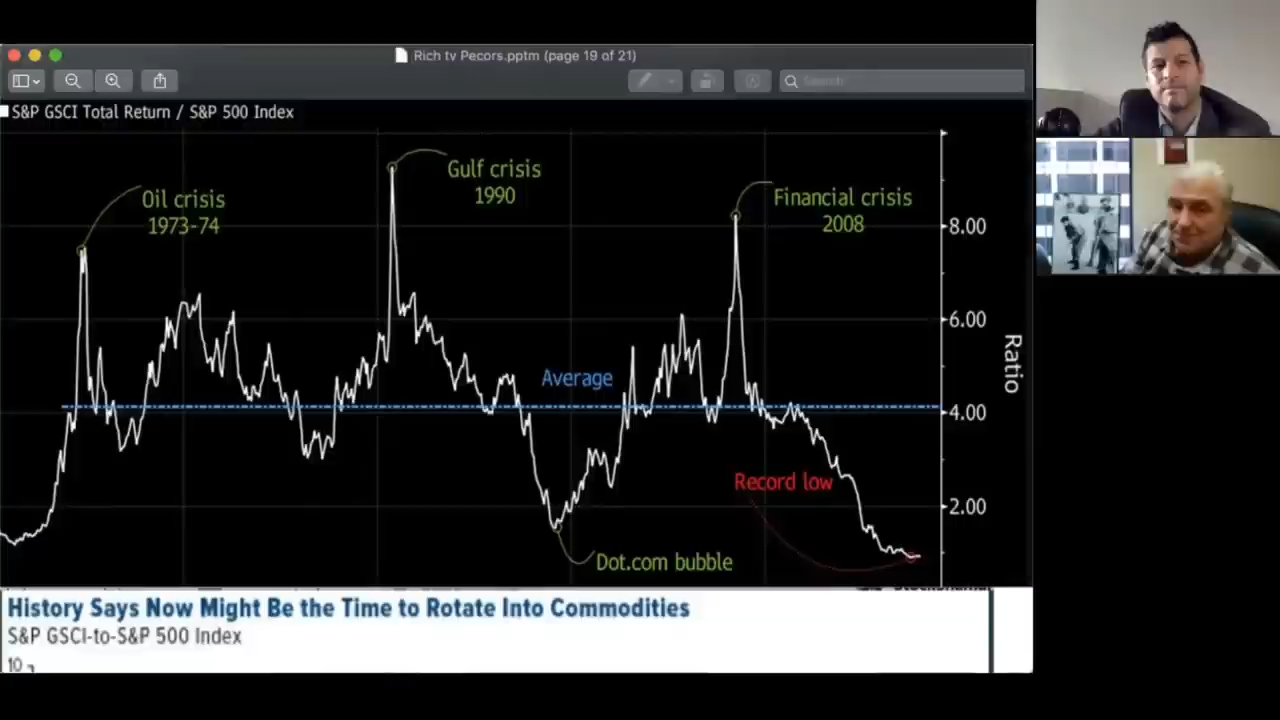 Rich tv Pecors.pptm (page 19 of 21)
Search
S&P GSCI Total Return / S&P 500 Index
Oil crisis
1973-74
Gulf crisis
1990
Financial crisis
2008
8.00
6.00
Ratio
Average
4.00
Record low
2.00
Dot.com bubble
History Says Now Might Be the Time to Rotate Into Commodities
S&P GSCI-to-S&P 500 Index
10